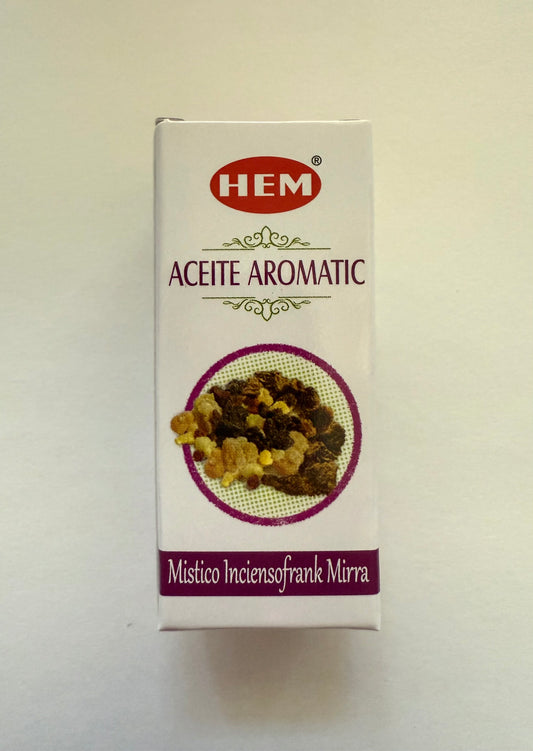 HEM®
ACEITE AROMATIC
Mistico Inciensofrank Mirra